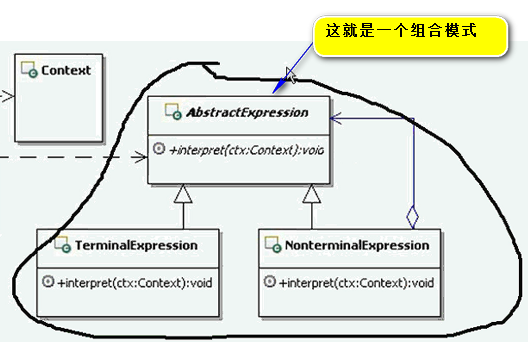 这就是一个组合模式
Context
AbstractExpression
+interpret(ctx:Context):void
TerminalExpression
NonterminalExpression
+interpret(ctx:Context):void
+interpret(ctx:Context):void